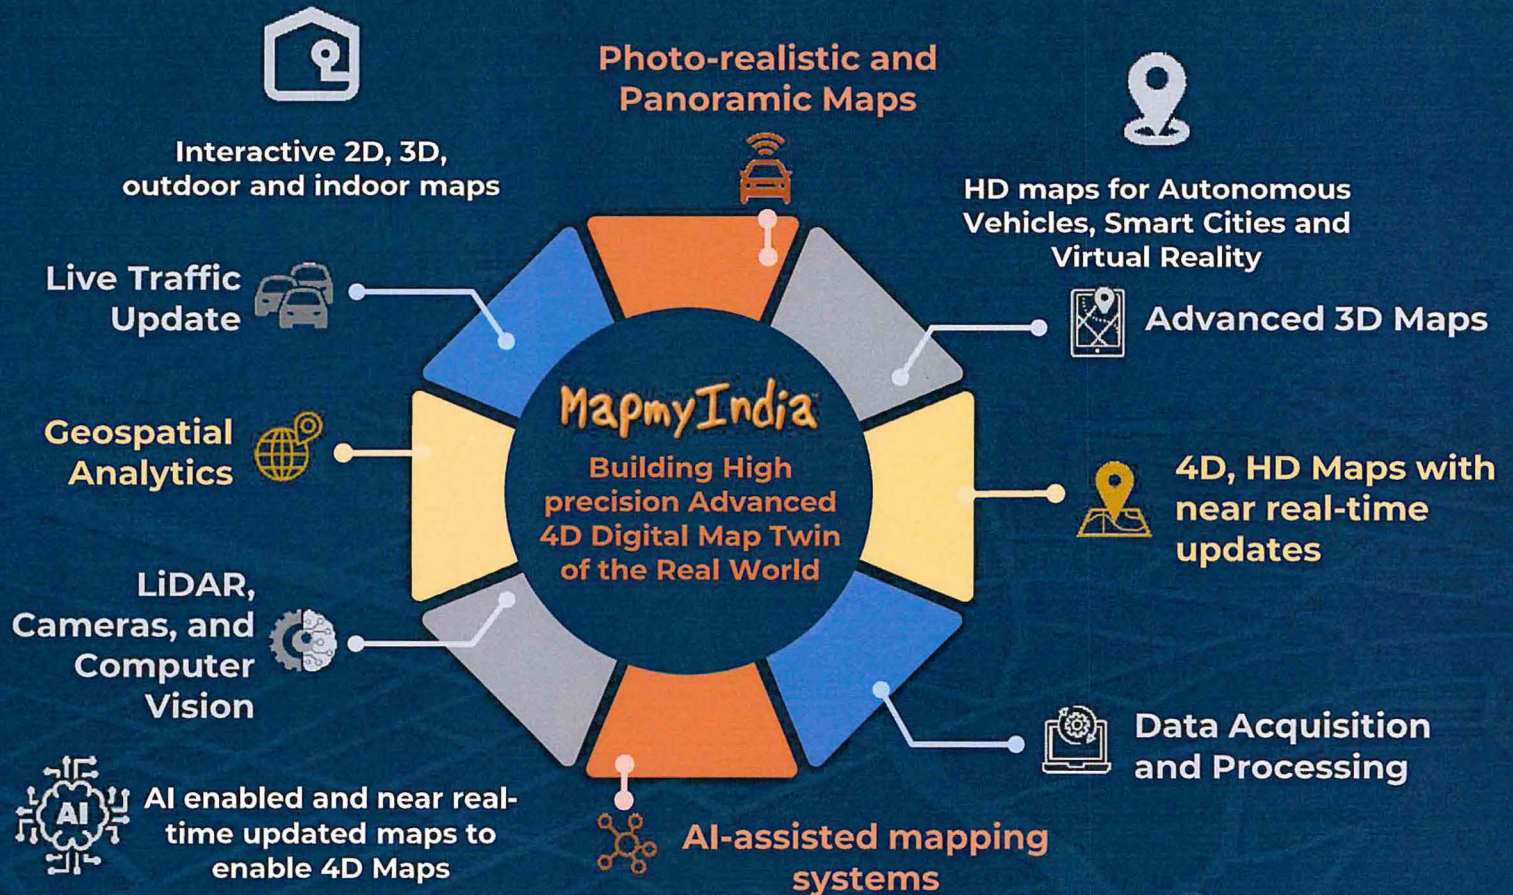 Interactive 2D, 3D,
outdoor and indoor maps
Photo-realistic and
Panoramic Maps
HD maps for Autonomous
Vehicles, Smart Cities and
Virtual Reality
Live Traffic
Update
Advanced 3D Maps
Geospatial
Analytics
MapmyIndia
Building High
precision Advanced
4D Digital Map Twin
of the Real World
4D, HD Maps with
near real-time
updates
LiDAR,
Cameras, and
Computer
Vision
Data Acquisition
and Processing
AI
AI enabled and near real-
time updated maps to
enable 4D Maps
AI-assisted mapping
systems